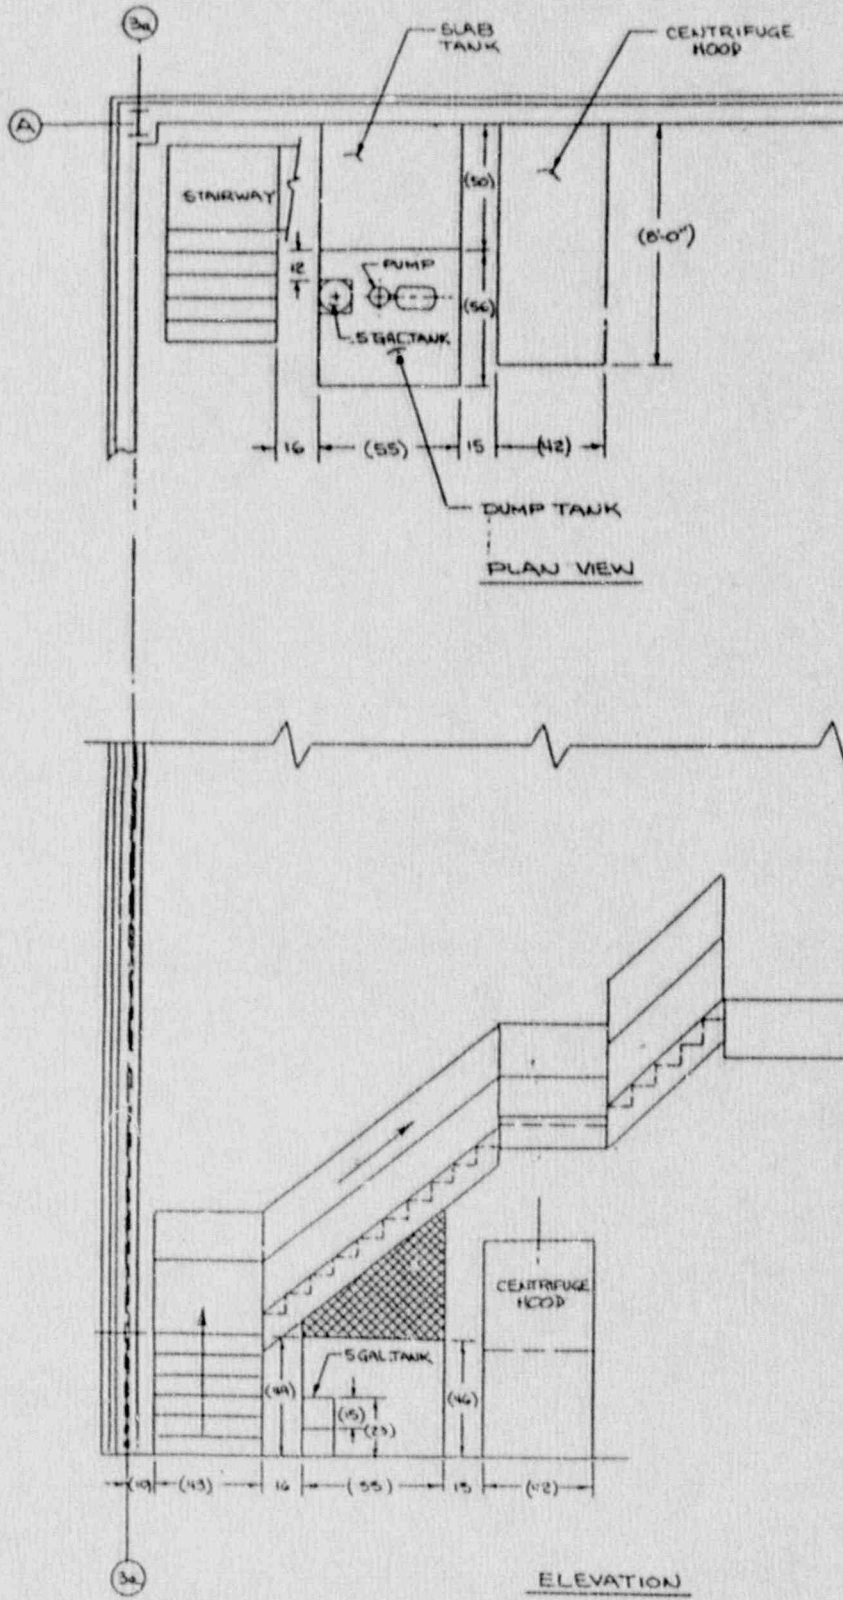 3a
SLAB
TANK
CENTRIFUGE
HOOD
A
STAIRWAY
(50)
(8'-0")
12
PUMP
(56)
5 GAL TANK
16
(55)
15
(42)
DUMP TANK
PLAN VIEW
CENTRIFUGE
HOOD
5 GAL. TANK
(15)
(46)
(23)
(43)
16
(55)
15
(42)
3a
ELEVATION